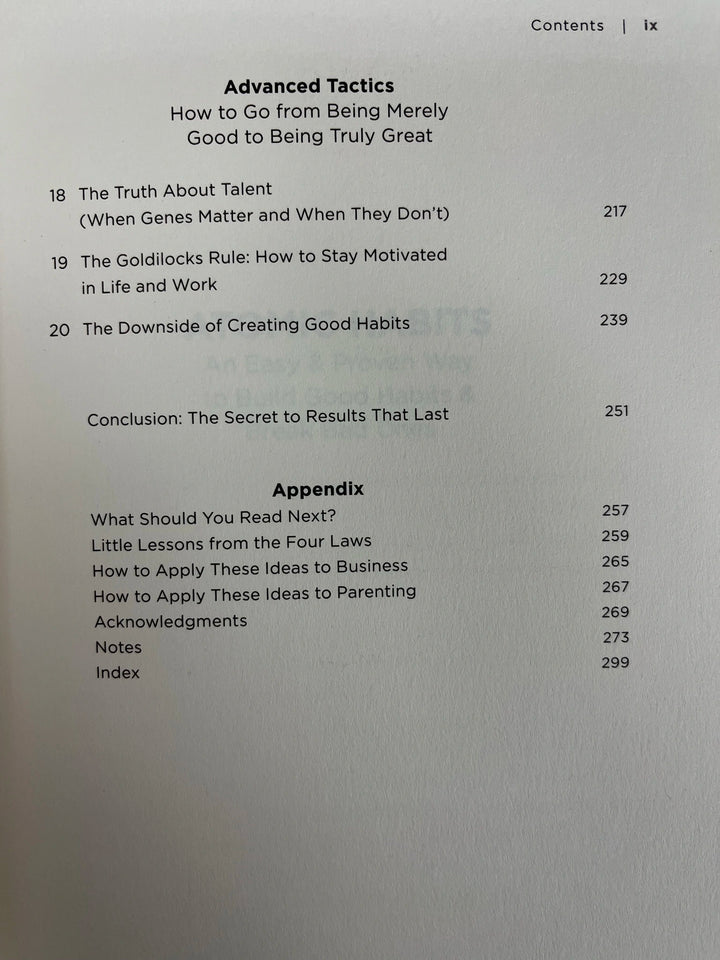 Contents | ix
Advanced Tactics
How to Go from Being Merely
Good to Being Truly Great
18 The Truth About Talent
(When Genes Matter and When They Don't) 217
19 The Goldilocks Rule: How to Stay Motivated
in Life and Work 229
20 The Downside of Creating Good Habits 239
Conclusion: The Secret to Results That Last 251
Appendix
What Should You Read Next? 257
Little Lessons from the Four Laws 259
How to Apply These Ideas to Business 265
How to Apply These Ideas to Parenting 267
Acknowledgments 269
Notes 273
Index 299